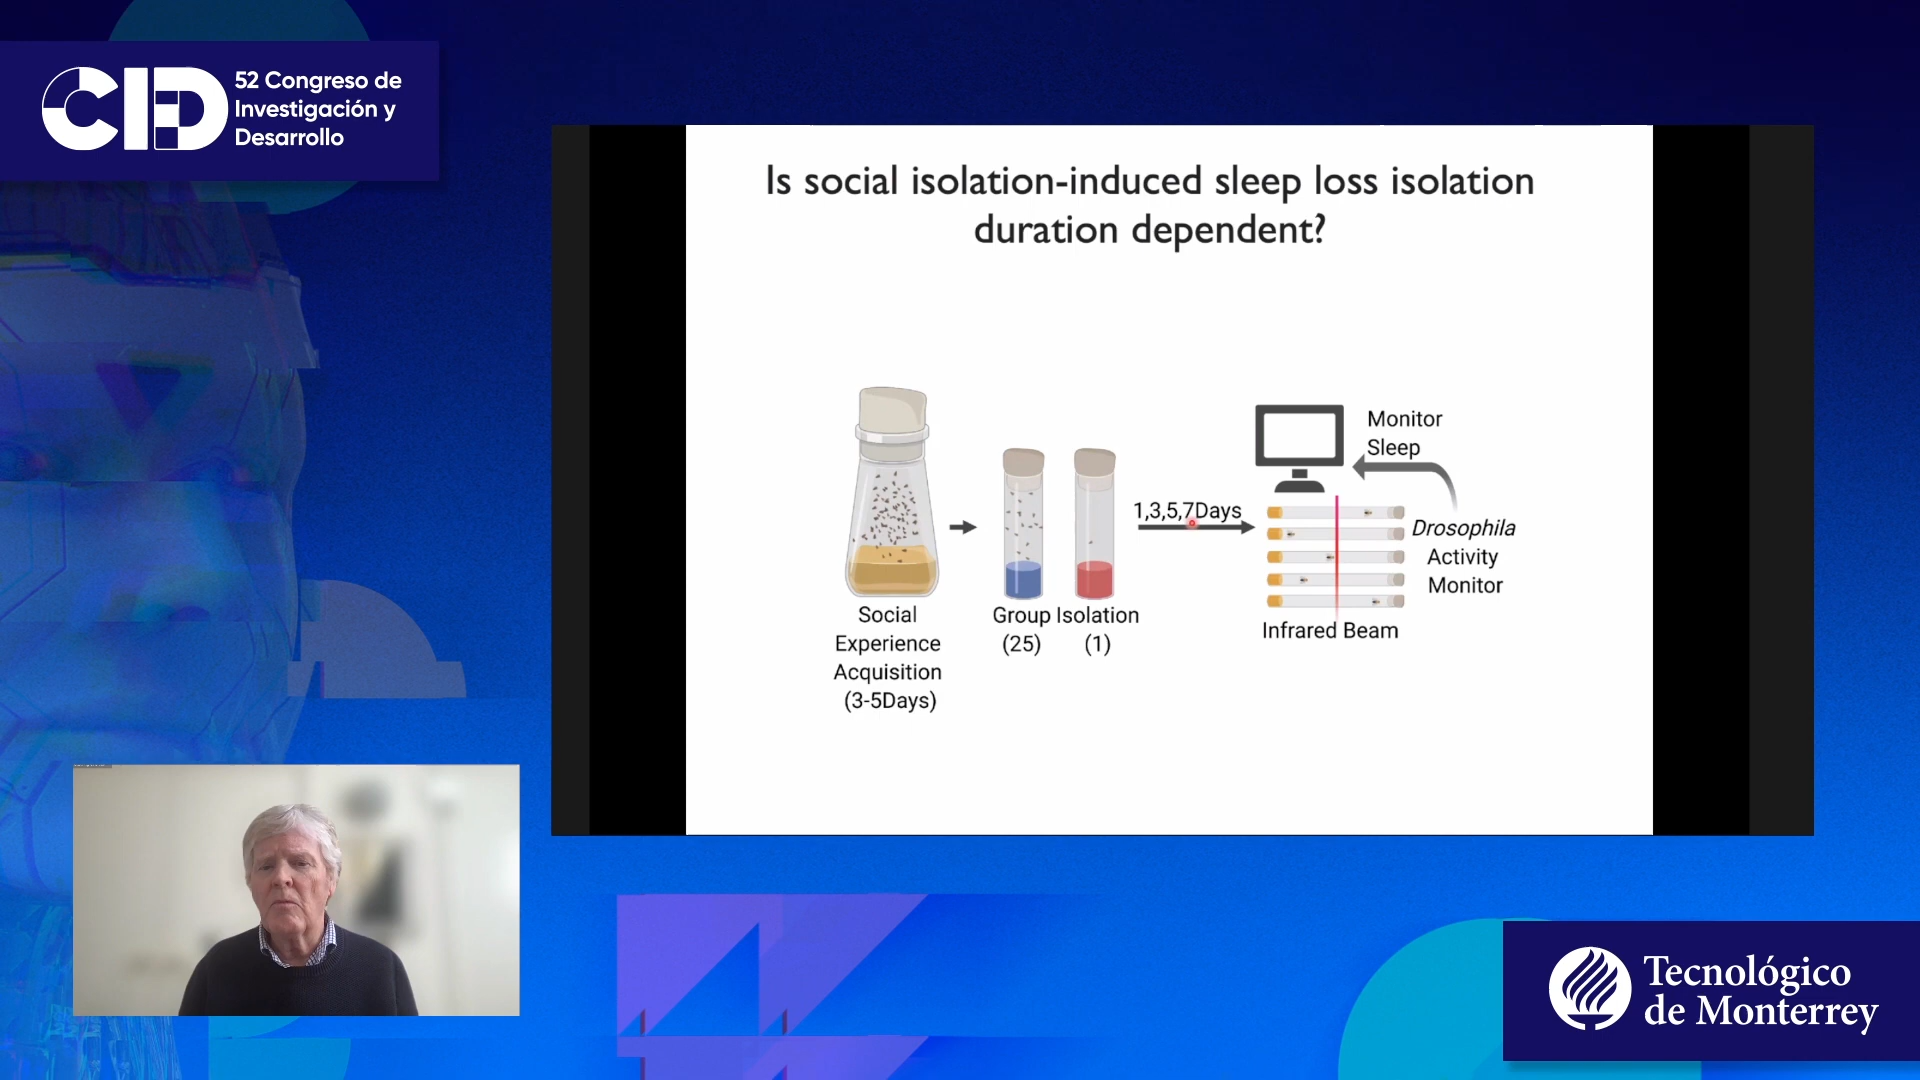 CID
52 Congreso de
Investigación y
Desarrollo
Is social isolation-induced sleep loss isolation
duration dependent?
Monitor
Sleep
1,3,5,7Days
Drosophila
Activity
Monitor
Social
Experience
Acquisition
(3-5Days)
Group
(25)
Isolation
(1)
Infrared Beam
Tecnológico
de Monterrey